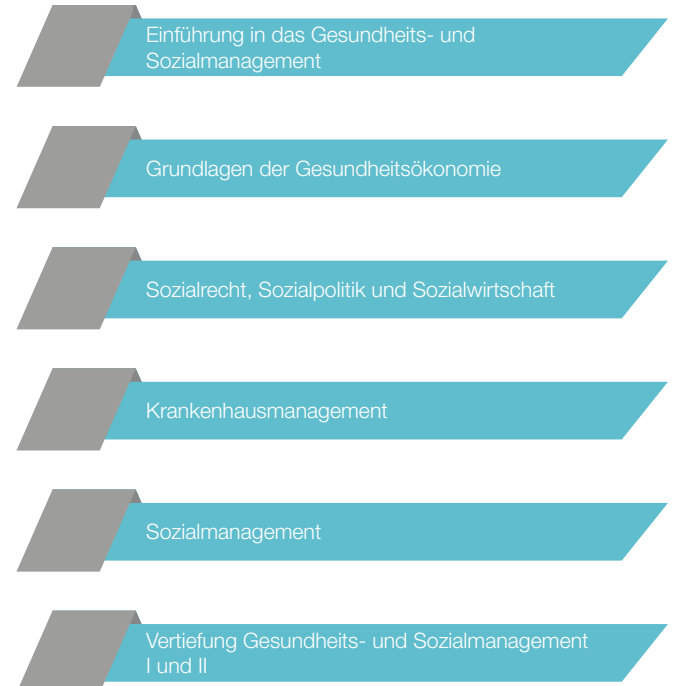 Einführung in das Gesundheits- und
Sozialmanagement
Grundlagen der Gesundheitsökonomie
Sozialrecht, Sozialpolitik und Sozialwirtschaft
Krankenhausmanagement
Sozialmanagement
Vertiefung Gesundheits- und Sozialmanagement
I und II